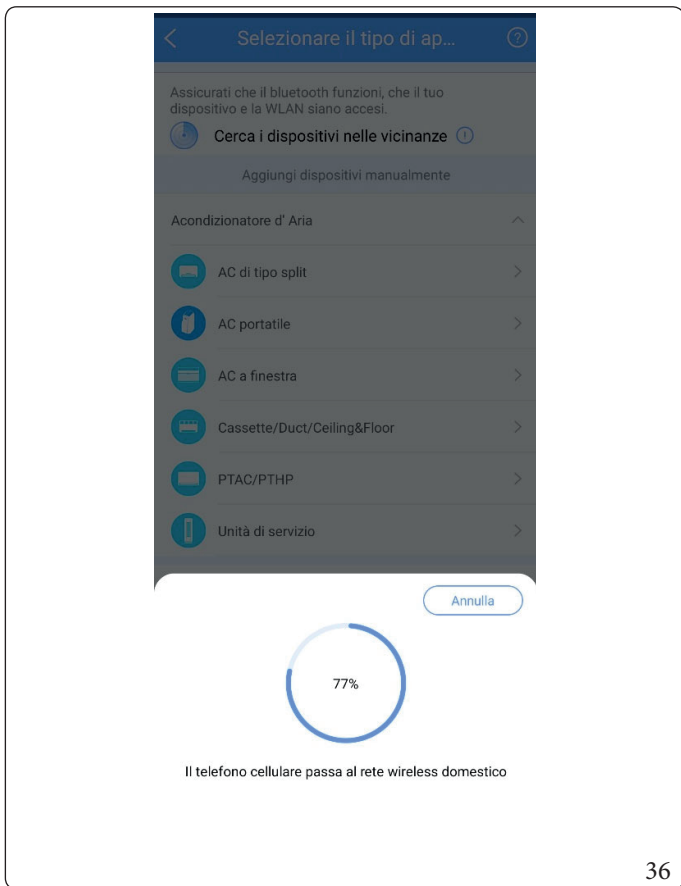 Selezionare il tipo di ap...
Assicurati che il bluetooth funzioni, che il tuo
dispositivo e la WLAN siano accesi.
Cerca i dispositivi nelle vicinanze
Aggiungi dispositivi manualmente
Acondizionatore d' Aria
AC di tipo split
AC portatile
AC a finestra
Cassette/Duct/Ceiling&Floor
PTAC/PTHP
Unità di servizio
Annulla
77%
Il telefono cellulare passa al rete wireless domestico
36